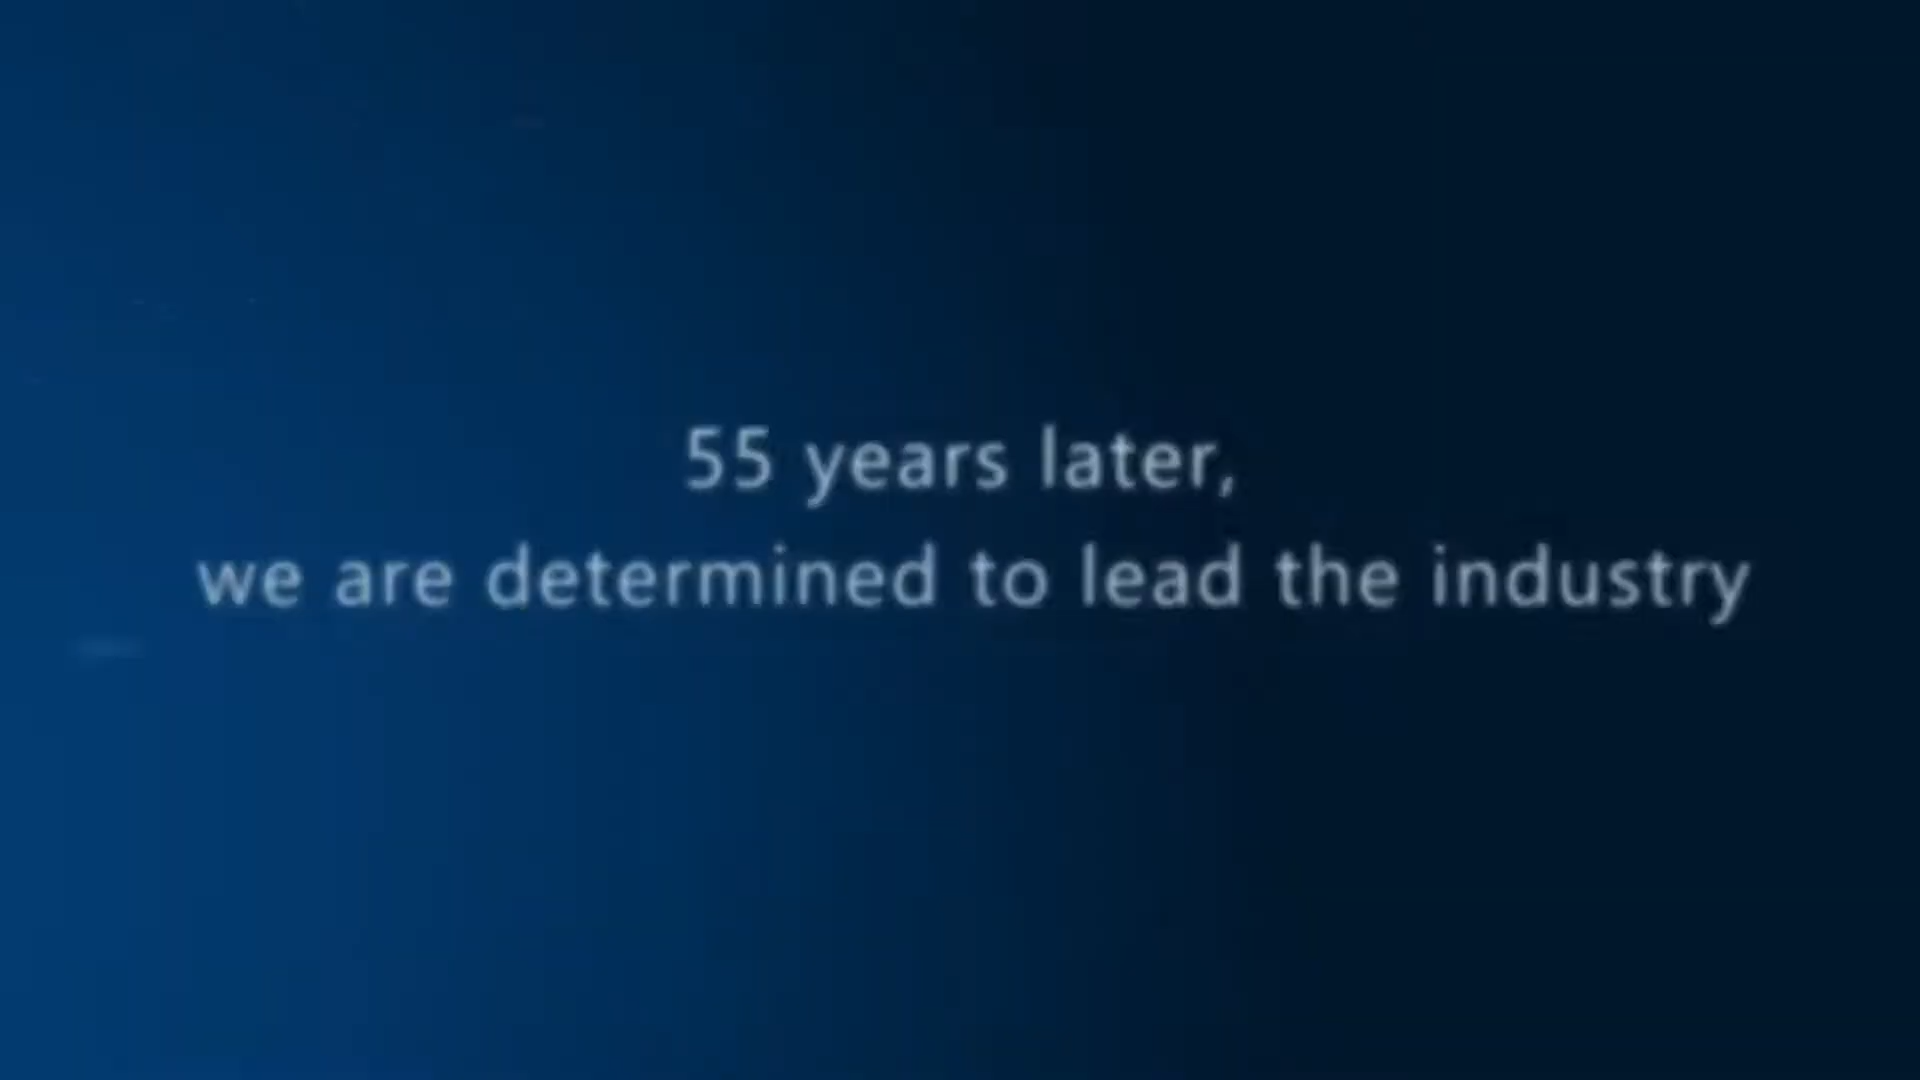 55 years later,
we are determined to lead the industry